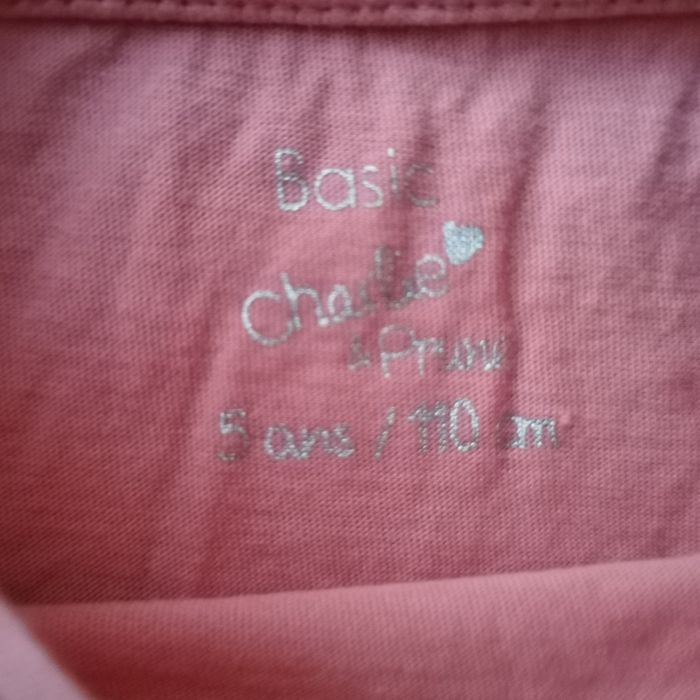 Basic
Charlie
& Prune
5 ans / 110 cm